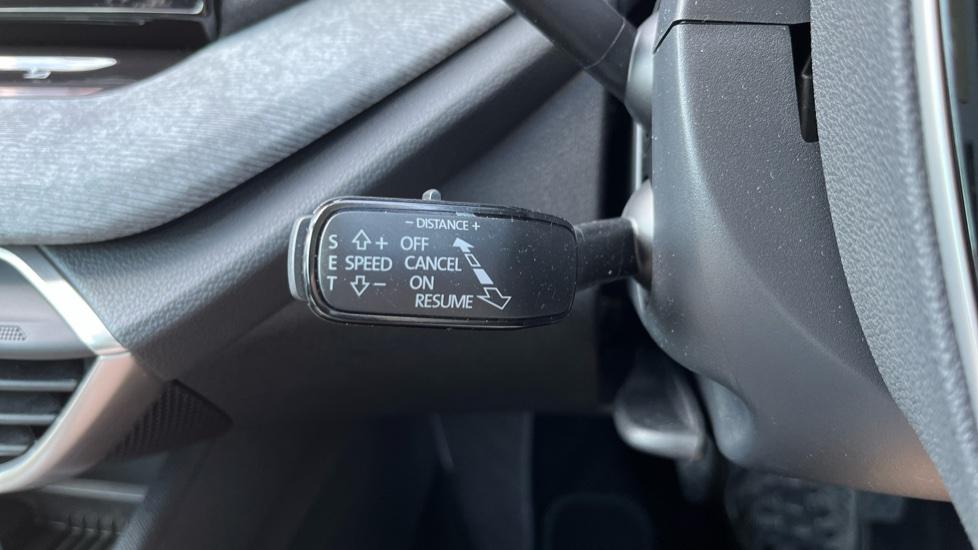 - DISTANCE +
S + OFF
E SPEED CANCEL
T - ON
RESUME